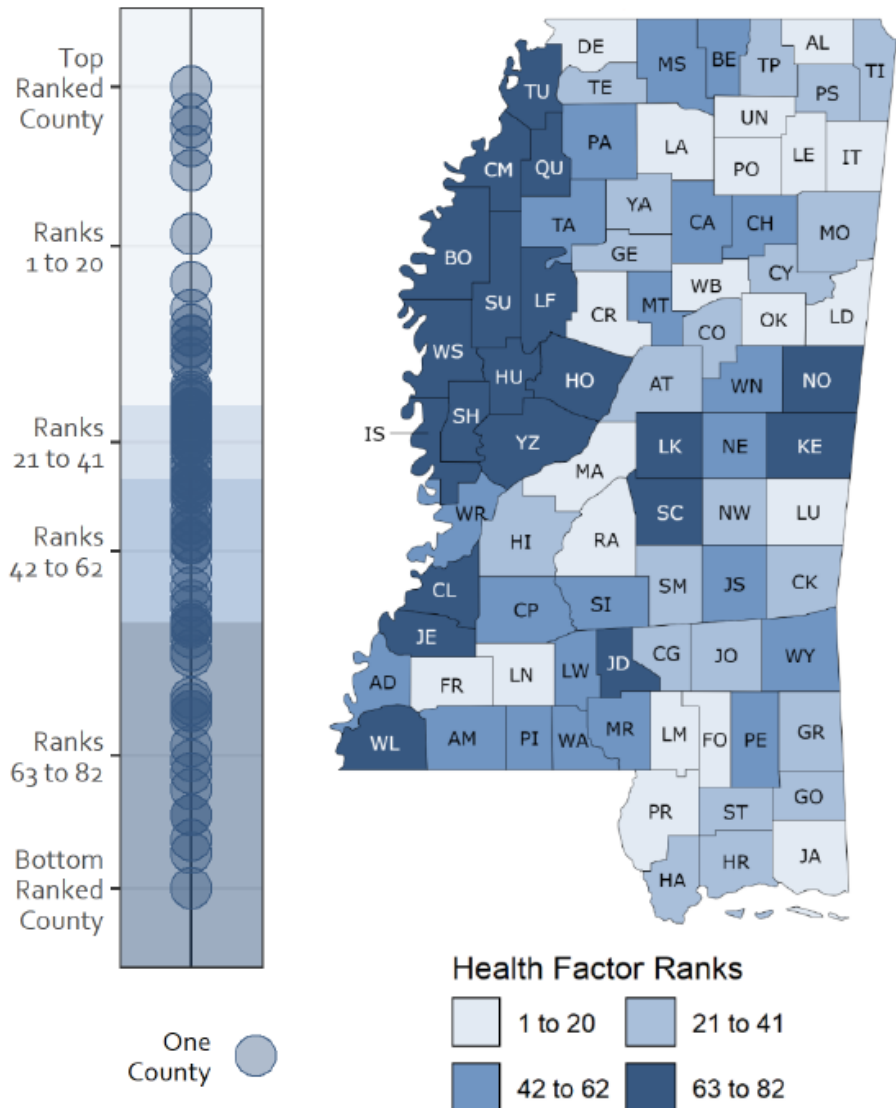 Top
Ranked
County
Ranks
1 to 20
Ranks
21 to 41
Ranks
42 to 62
Ranks
63 to 82
Bottom
Ranked
County
One
County
DE
AL
MS
BE
TP
TI
TU
TE
PS
UN
PA
LA
LE
IT
CM
QU
PO
YA
TA
CA
CH
MO
BO
GE
CY
WB
SU
LF
MT
CR
OK
LD
CO
WS
HU
HO
AT
WN
NO
SH
IS
YZ
LK
NE
KE
MA
WR
SC
NW
LU
HI
RA
CL
SM
JS
CK
CP
SI
JE
JD
CG
JO
WY
AD
FR
LN
LW
WL
AM
PI
WA
MR
LM
FO
PE
GR
PR
ST
GO
HA
HR
JA
Health Factor Ranks
1 to 20
21 to 41
42 to 62
63 to 82